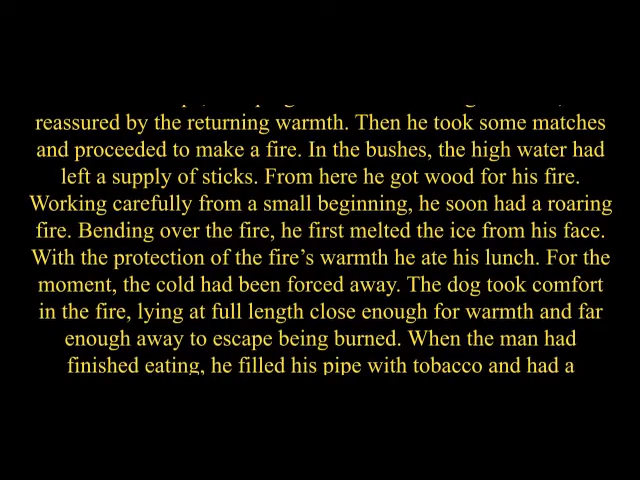 reassured by the returning warmth. Then he took some matches
and proceeded to make a fire. In the bushes, the high water had
left a supply of sticks. From here he got wood for his fire.
Working carefully from a small beginning, he soon had a roaring
fire. Bending over the fire, he first melted the ice from his face.
With the protection of the fire’s warmth he ate his lunch. For the
moment, the cold had been forced away. The dog took comfort
in the fire, lying at full length close enough for warmth and far
enough away to escape being burned. When the man had
finished eating, he filled his pipe with tobacco and had a